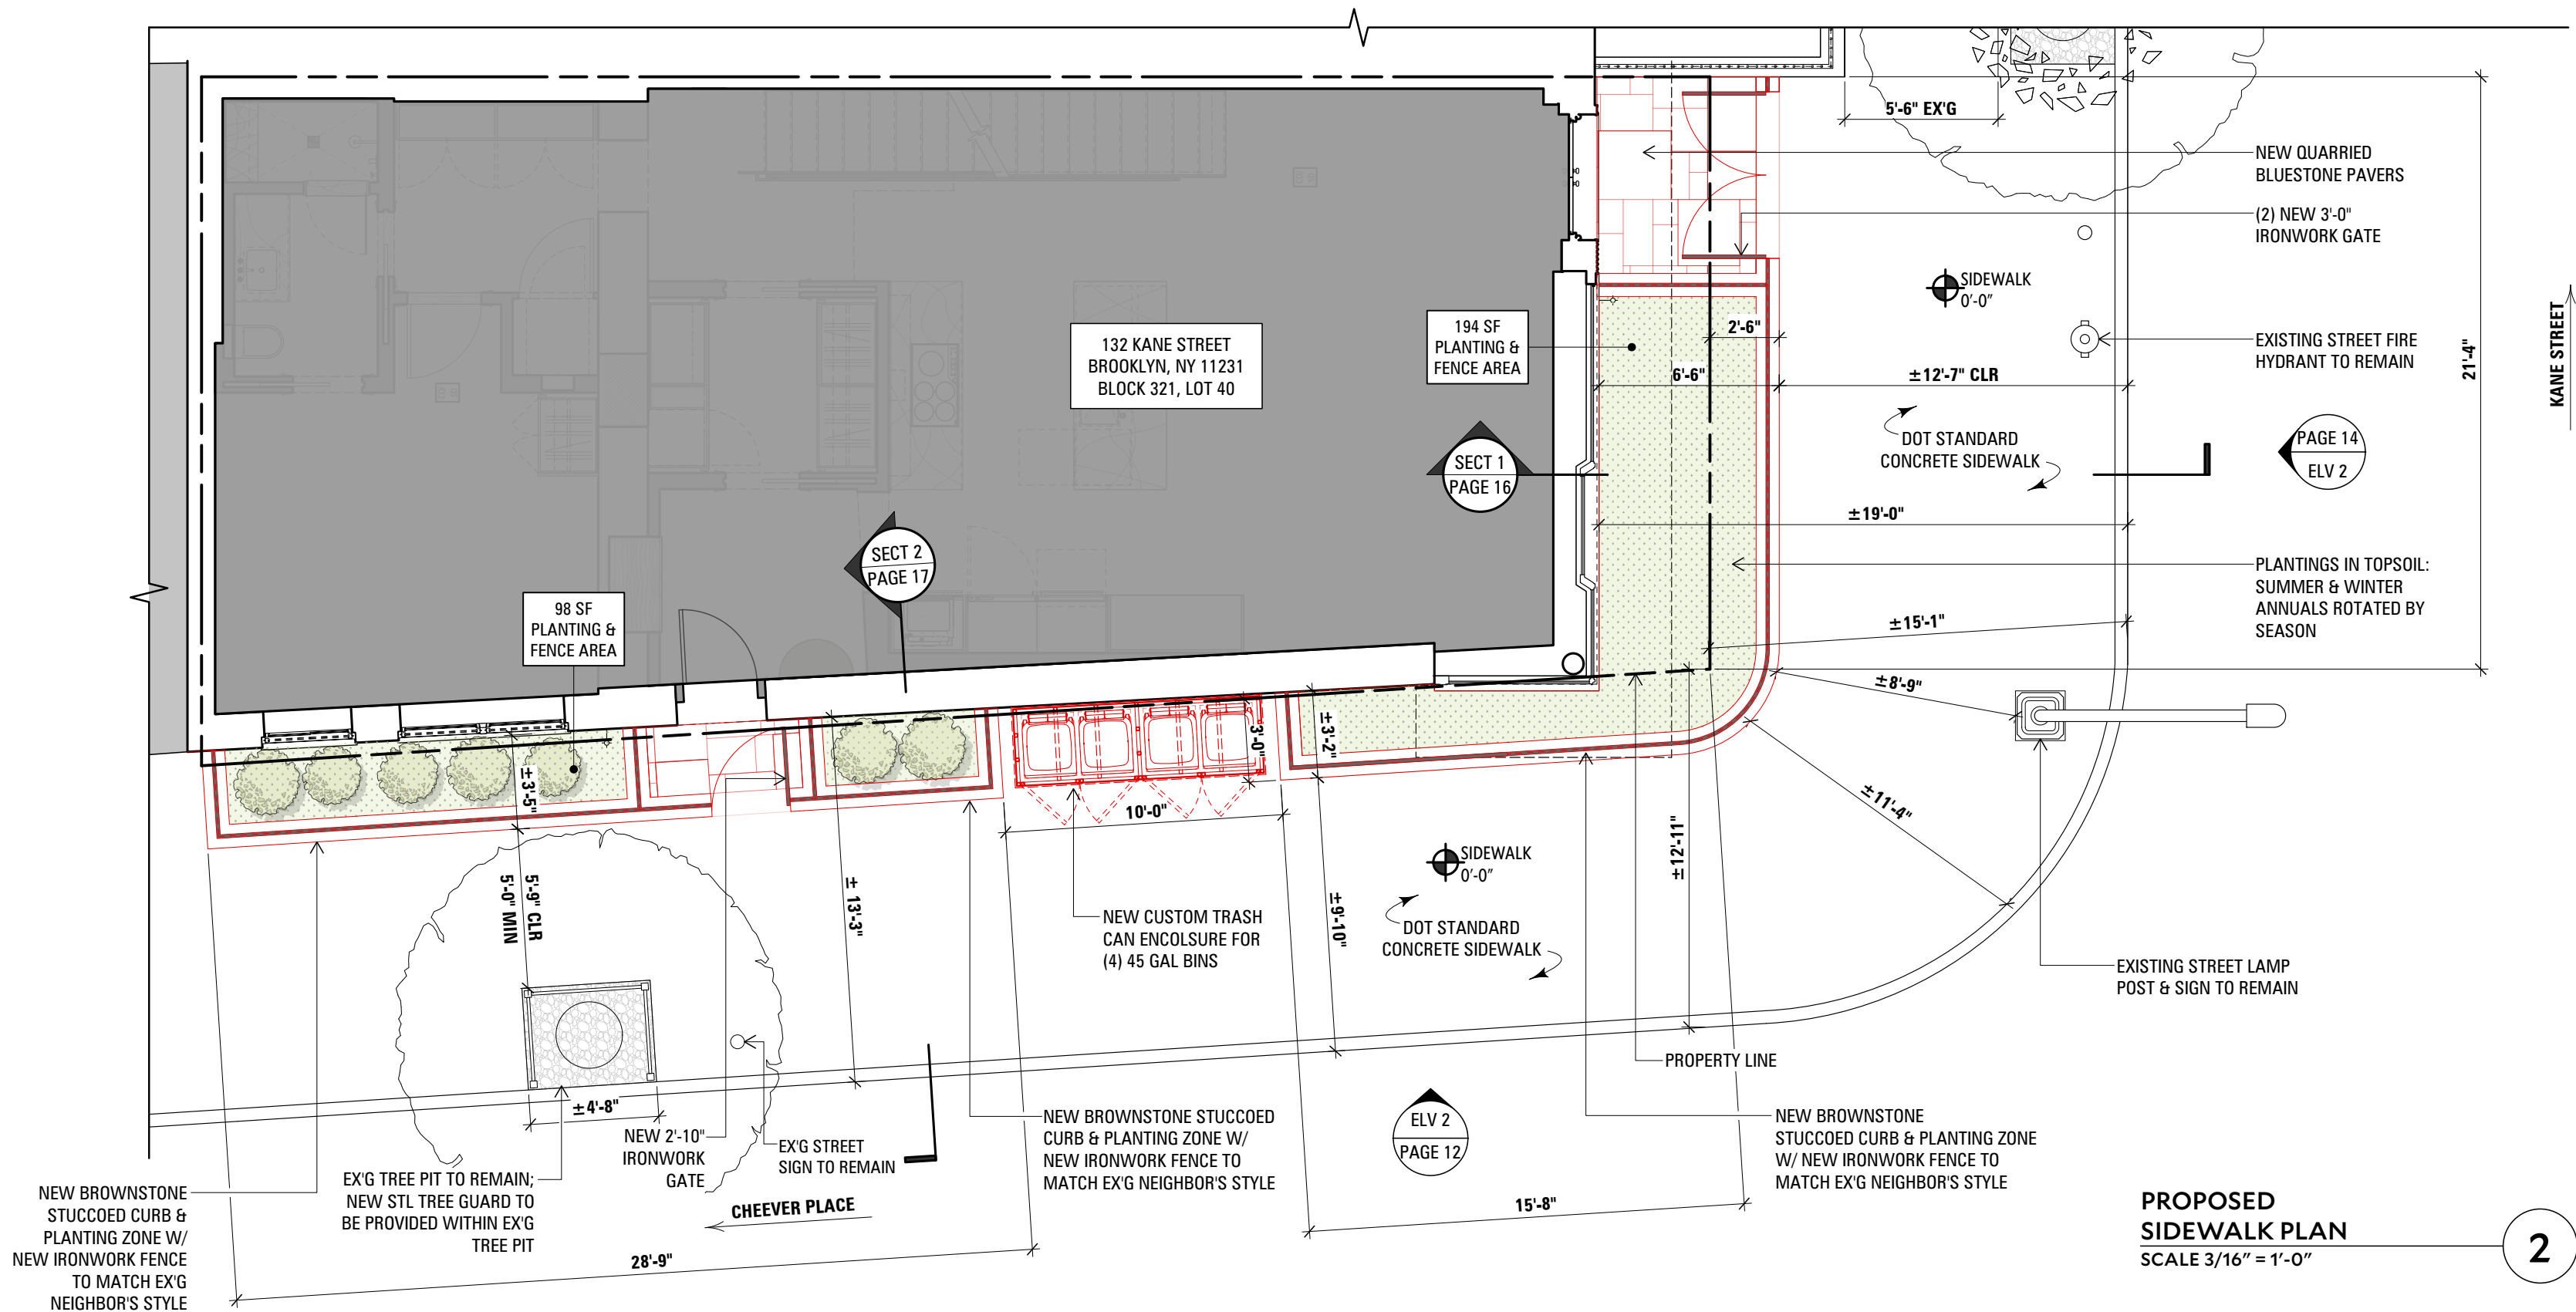 5'-6" EX'G
NEW QUARRIED
BLUESTONE PAVERS
(2) NEW 3'-0"
IRONWORK GATE
SIDEWALK
0'-0"
KANE STREET
21'-4"
194 SF
PLANTING &
FENCE AREA
2'-6"
132 KANE STREET
BROOKLYN, NY 11231
BLOCK 321, LOT 40
EXISTING STREET FIRE
HYDRANT TO REMAIN
6'-6"
±12'-7" CLR
DOT STANDARD
CONCRETE SIDEWALK
PAGE 14
ELV 2
SECT 1
PAGE 16
±19'-0"
SECT 2
PAGE 17
PLANTINGS IN TOPSOIL:
SUMMER & WINTER
ANNUALS ROTATED BY
SEASON
98 SF
PLANTING &
FENCE AREA
±15'-1"
±8'-9"
±3'-2"
3'-0"
±3'-5"
10'-0"
±11'-4"
±12'-11"
SIDEWALK
0'-0"
5'-9" CLR
5'-0" MIN
± 13'-3"
±9'-10"
NEW CUSTOM TRASH
CAN ENCOLSURE FOR
(4) 45 GAL BINS
DOT STANDARD
CONCRETE SIDEWALK
EXISTING STREET LAMP
POST & SIGN TO REMAIN
PROPERTY LINE
±4'-8"
NEW 2'-10"
IRONWORK
GATE
EX'G STREET
SIGN TO REMAIN
NEW BROWNSTONE STUCCOED
CURB & PLANTING ZONE W/
NEW IRONWORK FENCE TO
MATCH EX'G NEIGHBOR'S STYLE
ELV 2
PAGE 12
NEW BROWNSTONE
STUCCOED CURB & PLANTING ZONE
W/ NEW IRONWORK FENCE TO
MATCH EX'G NEIGHBOR'S STYLE
EX'G TREE PIT TO REMAIN;
NEW STL TREE GUARD TO
BE PROVIDED WITHIN EX'G
TREE PIT
NEW BROWNSTONE
STUCCOED CURB &
PLANTING ZONE W/
NEW IRONWORK FENCE
TO MATCH EX'G
NEIGHBOR'S STYLE
CHEEVER PLACE
15'-8"
28'-9"
PROPOSED
SIDEWALK PLAN
SCALE 3/16" = 1'-0"
2